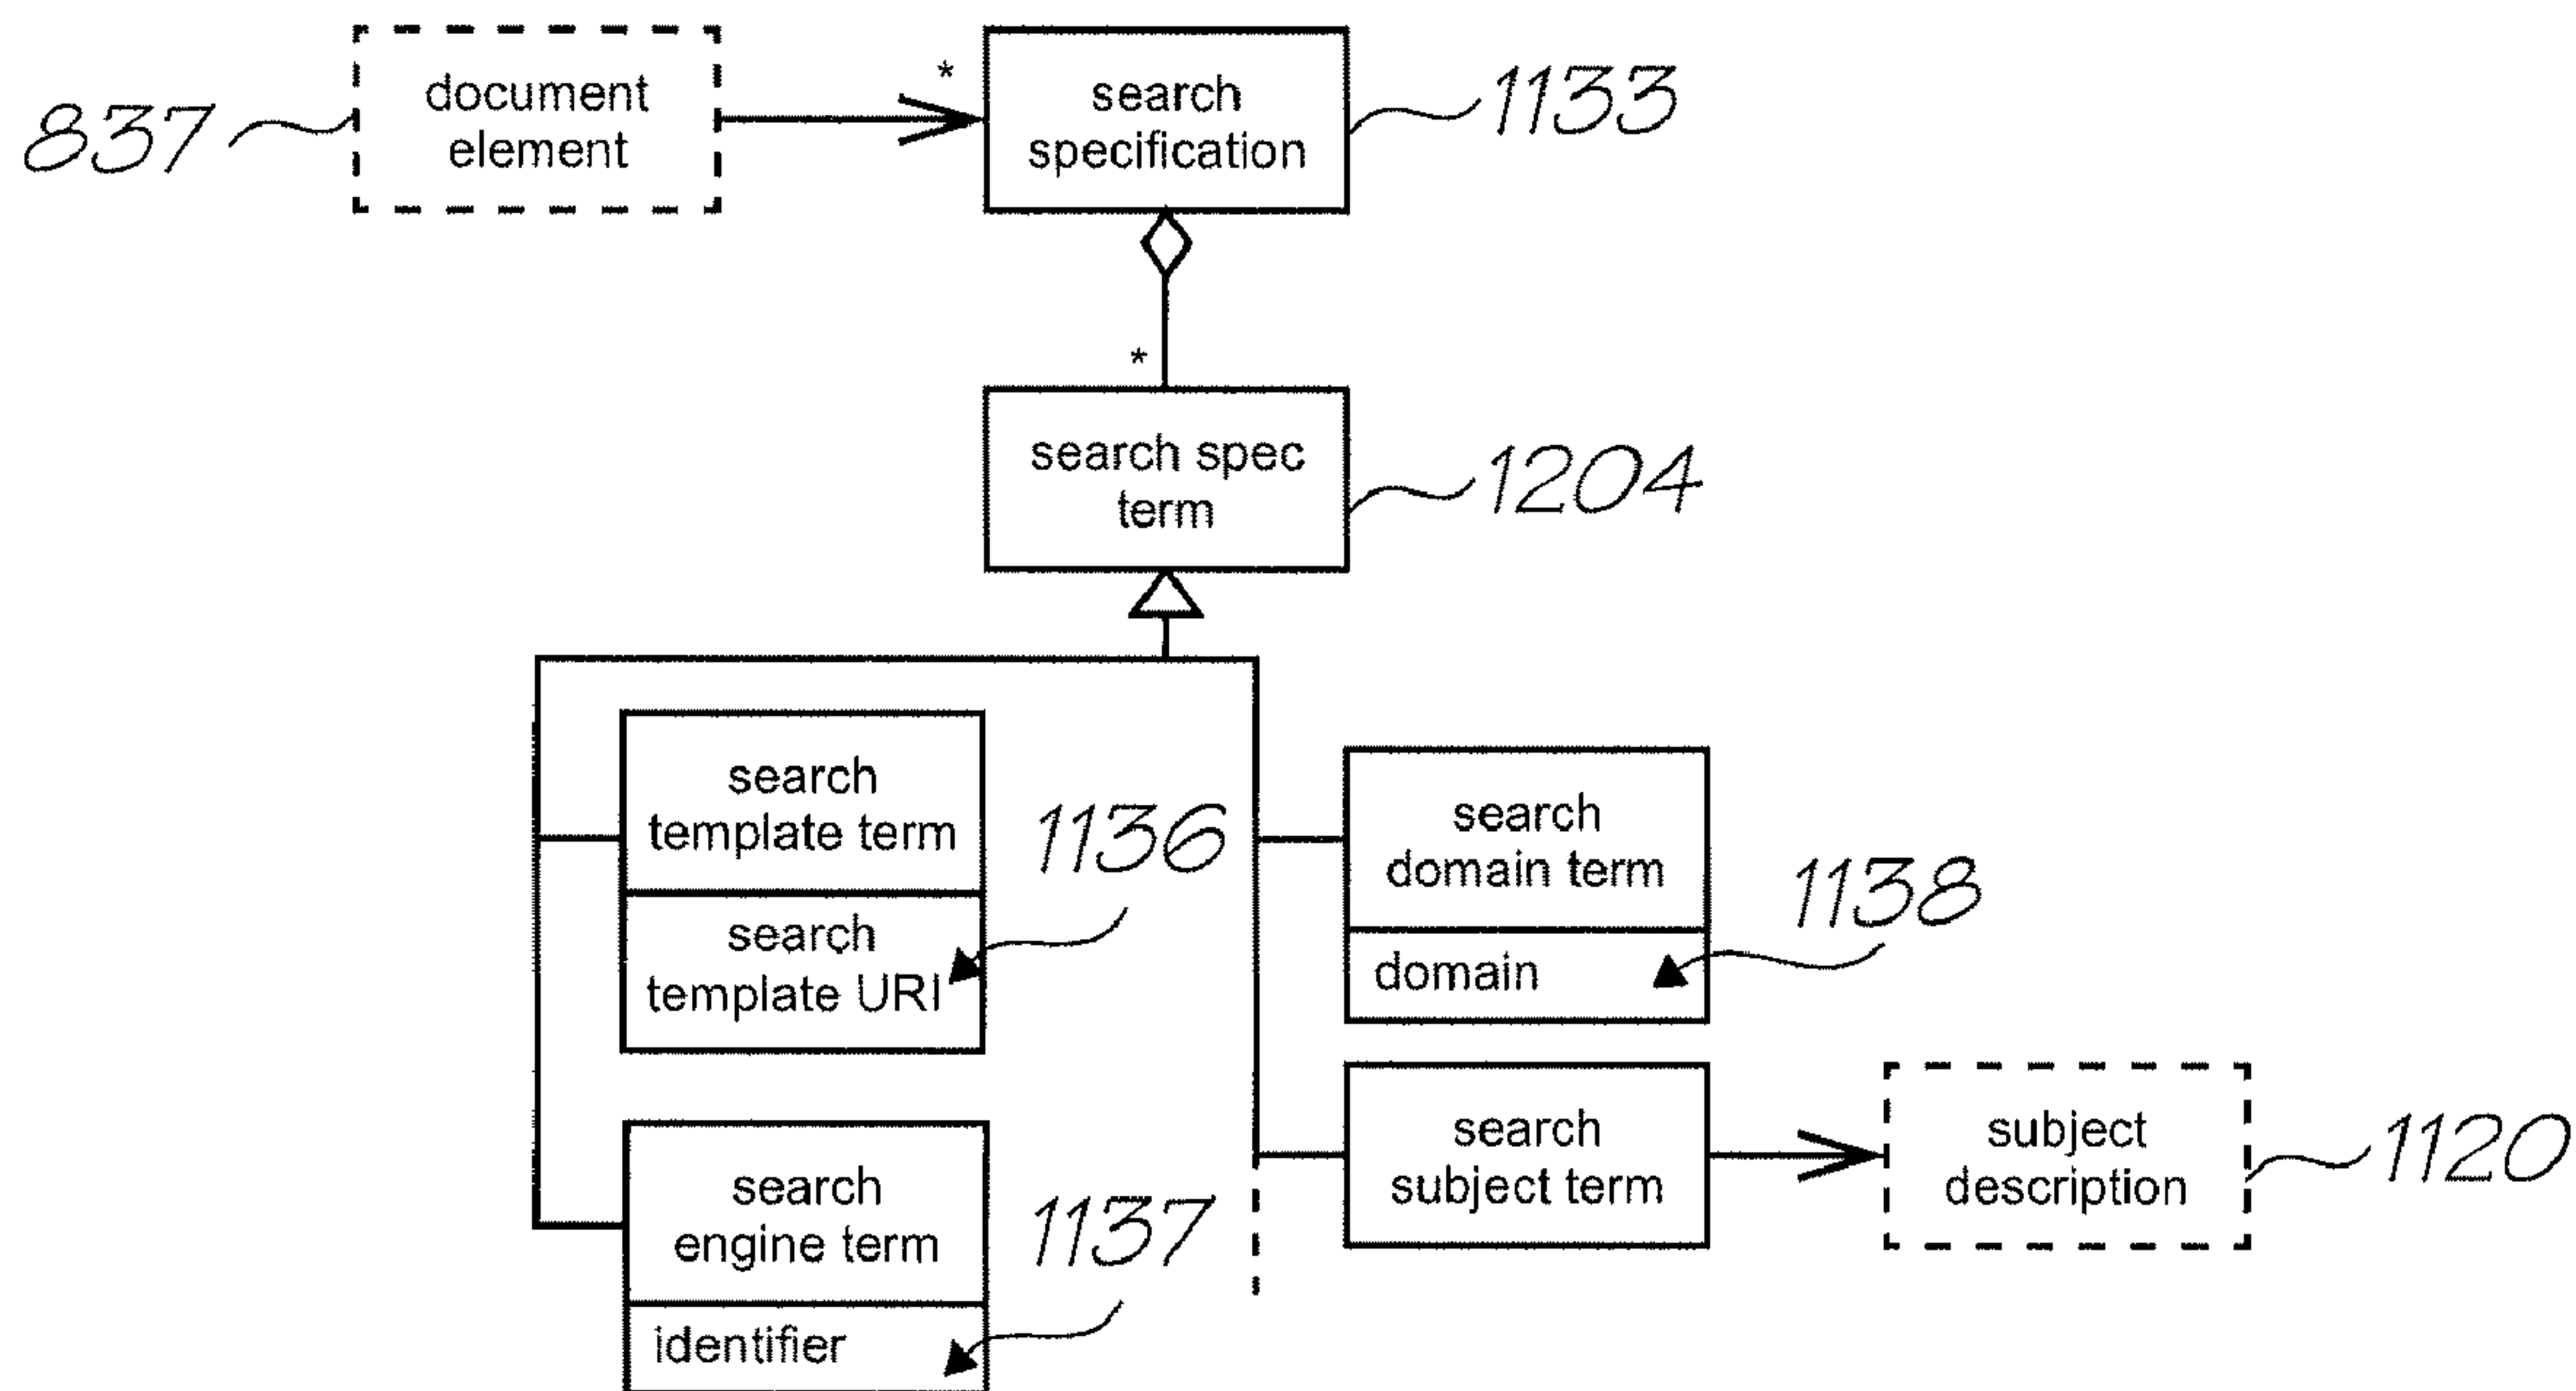 837
document
element
*
search
specification
1133
*
search spec
term
1204
search
template term
search
template URI
1136
search
domain term
domain
1138
search
engine term
identifier
1137
search
subject term
subject
description
1120